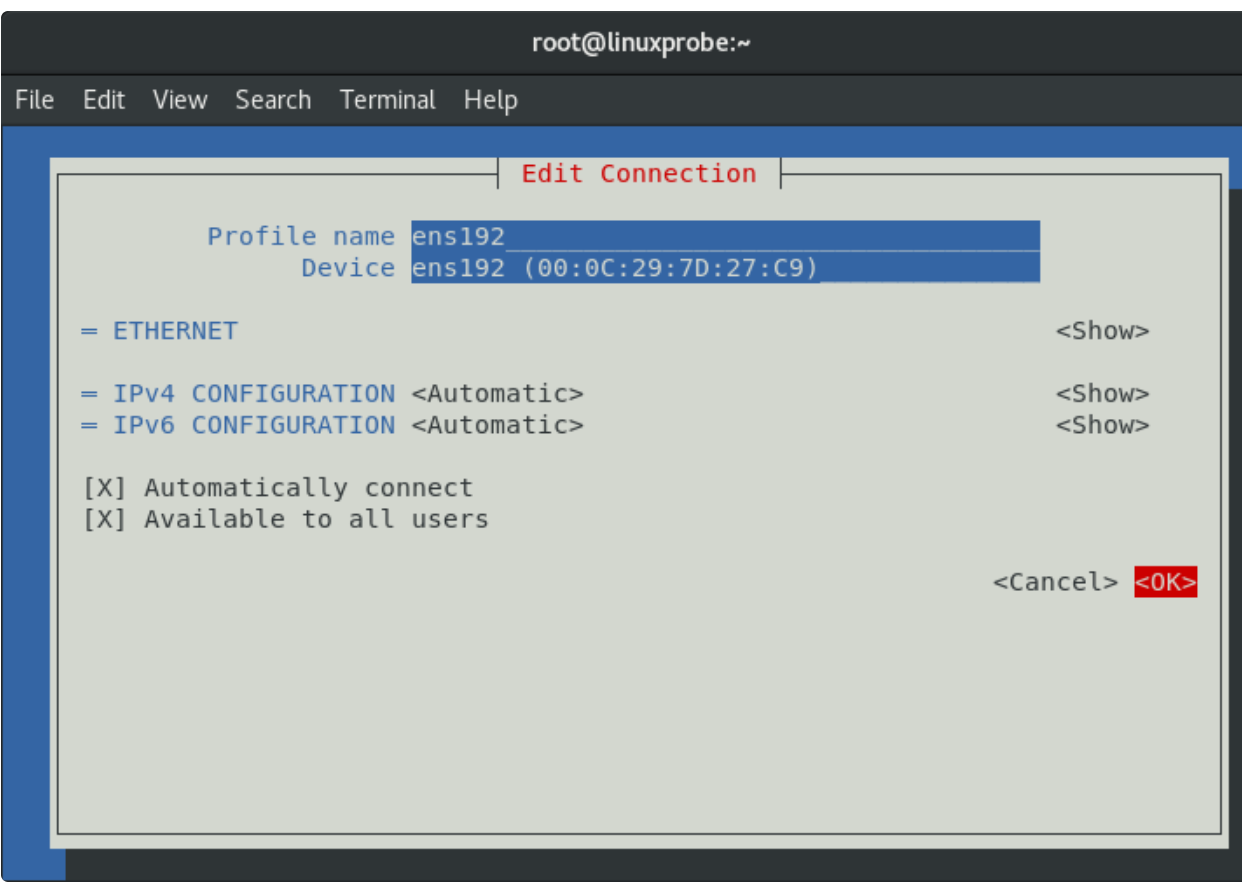 root@linuxprobe:~
File Edit View Search Terminal Help
Edit Connection
Profile name ens192
Device ens192 (00:0C:29:7D:27:C9)
= ETHERNET <Show>
= IPv4 CONFIGURATION <Automatic> <Show>
= IPv6 CONFIGURATION <Automatic> <Show>
[X] Automatically connect
[X] Available to all users
<Cancel> <OK>